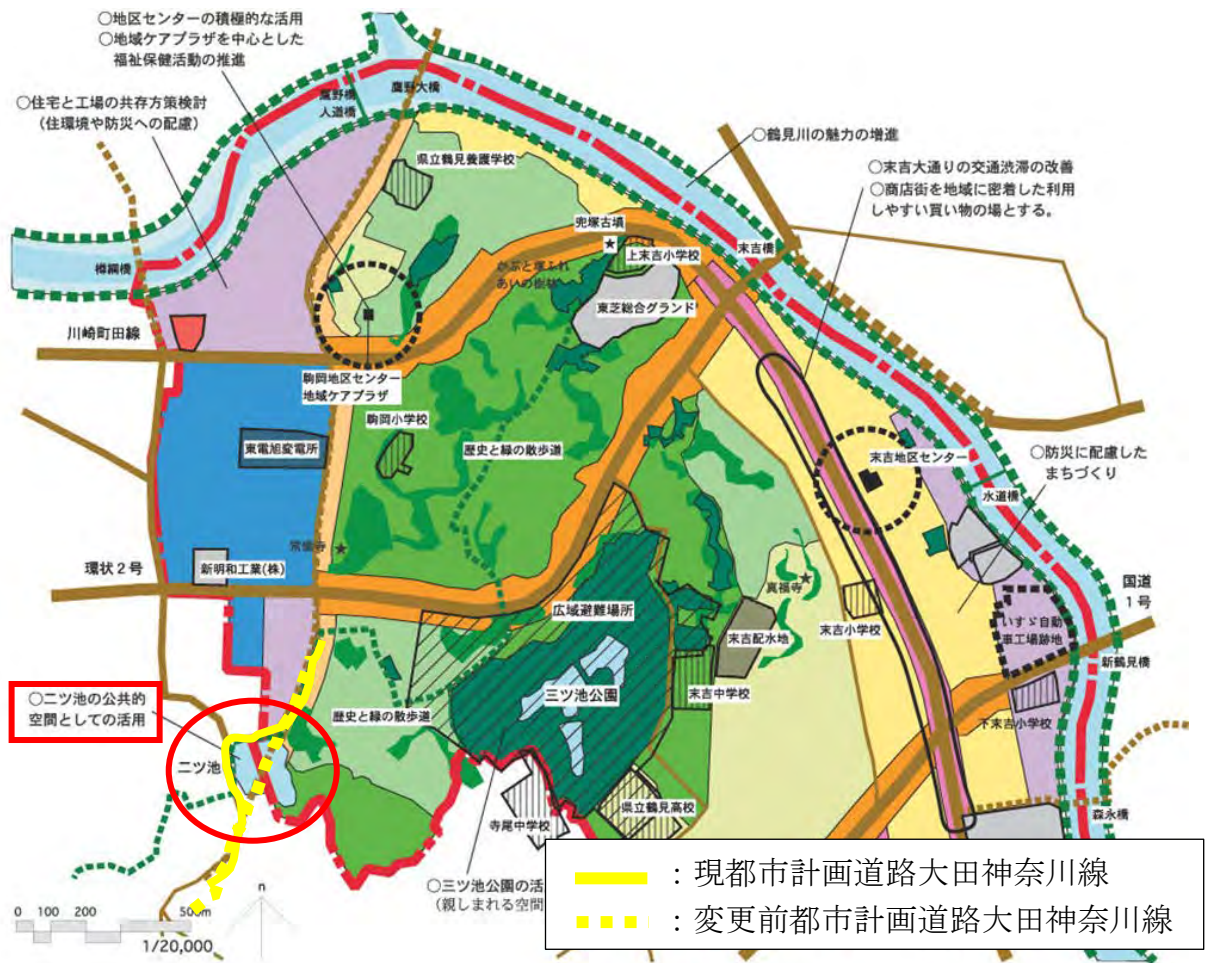 ○地区センターの積極的な活用
○地域ケアプラザを中心とした
福祉保健活動の推進
○住宅と工場の共存方策検討
(住環境や防災への配慮)
鷹野橋
人道橋
鷹野大橋
○鶴見川の魅力の増進
○末吉大通りの交通渋滞の改善
○商店街を地域に密着した利用
しやすい買い物の場とする。
県立鶴見養護学校
兜塚古墳
上末吉小学校
末吉橋
樽綱橋
かぶと塚ふれ
あいの樹林
東芝総合グランド
川崎町田線
駒岡地区センター
地域ケアプラザ
駒岡小学校
東電旭変電所
歴史と緑の散歩道
末吉地区センター
○防災に配慮した
まちづくり
水道橋
常倫寺
環状2号
新明和工業(株)
広域避難場所
真福寺
末吉配水地
末吉小学校
国道
1号
いすゞ自動
車工場跡地
新鶴見橋
○二ツ池の公共的
空間としての活用
三ツ池公園
末吉中学校
歴史と緑の散歩道
下末吉小学校
二ツ池
県立鶴見高校
寺尾中学校
森永橋
○三ツ池公園の活
(親しまれる空間
n
0 100 200 500m
1/20,000
:現都市計画道路大田神奈川線
:変更前都市計画道路大田神奈川線